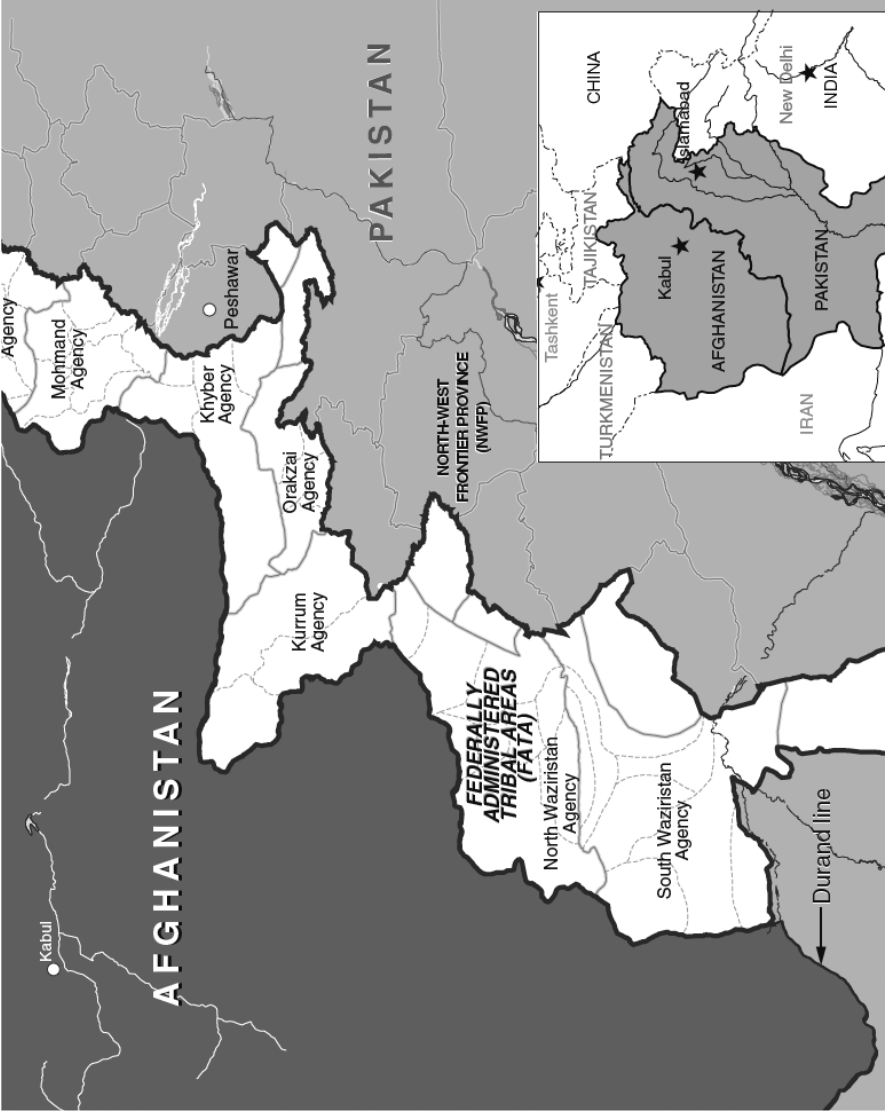 AFGHANISTAN
Kabul
PAKISTAN
Peshawar
Agency
Mohmand
Agency
Khyber
Agency
Orakzai
Agency
Kurrum
Agency
NORTH-WEST
FRONTIER PROVINCE
(NWFP)
FEDERALLY
ADMINISTERED
TRIBAL AREAS
(FATA)
North Waziristan
Agency
South Waziristan
Agency
Durand line
Tashkent
TURKMENISTAN
TAJIKISTAN
CHINA
Kabul
Islamabad
AFGHANISTAN
New Delhi
IRAN
PAKISTAN
INDIA